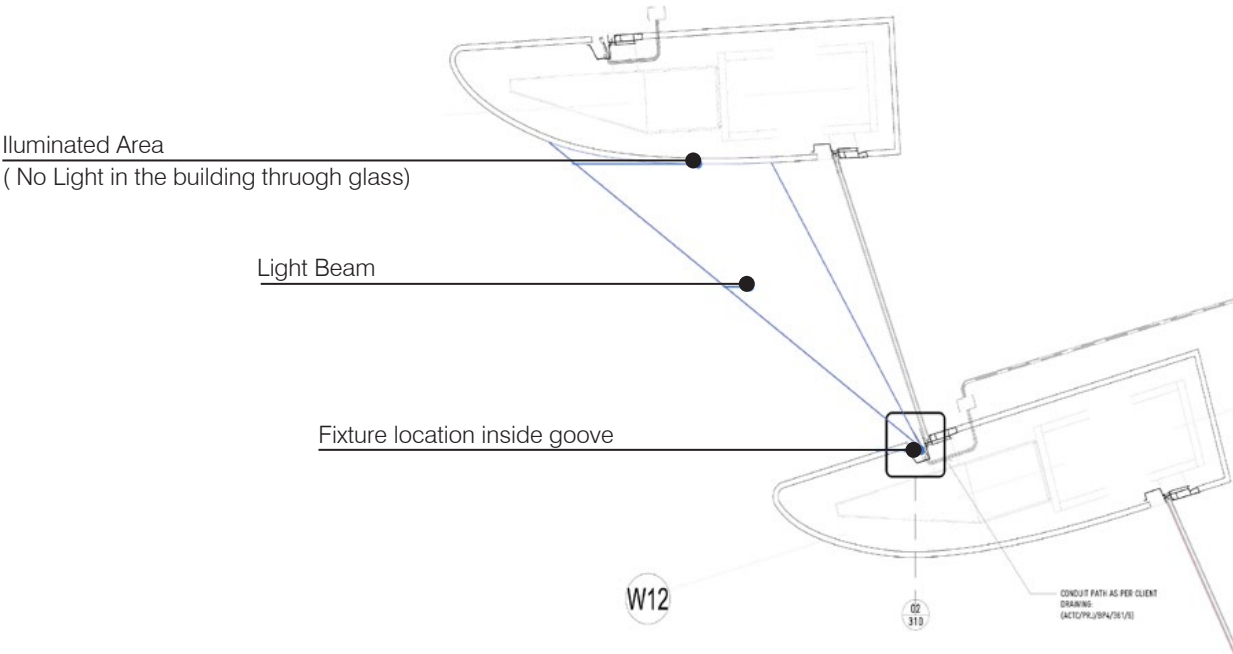 Iluminated Area
( No Light in the building thruogh glass)
Light Beam
Fixture location inside goove
W12
02
310
CONDUIT PATH AS PER CLIENT
DRAWING:
(ACTC/PRJ/BP4/361/S)